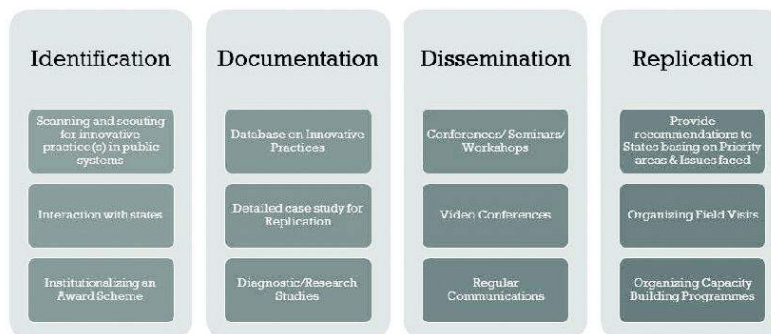 Identification
Scanning and scouting
for innovative
practice(s) in public
systems
Interaction with states
Institutionalizing an
Award Scheme
Documentation
Database on Innovative
Practices
Detailed case study for
Replication
Diagnostic/Research
Studies
Dissemination
Conferences/ Seminars/
Workshops
Video Conferences
Regular
Communications
Replication
Provide
recommendations to
States basing on Priority
areas & Issues faced
Organizing Field Visits
Organizing Capacity
Building Programmes